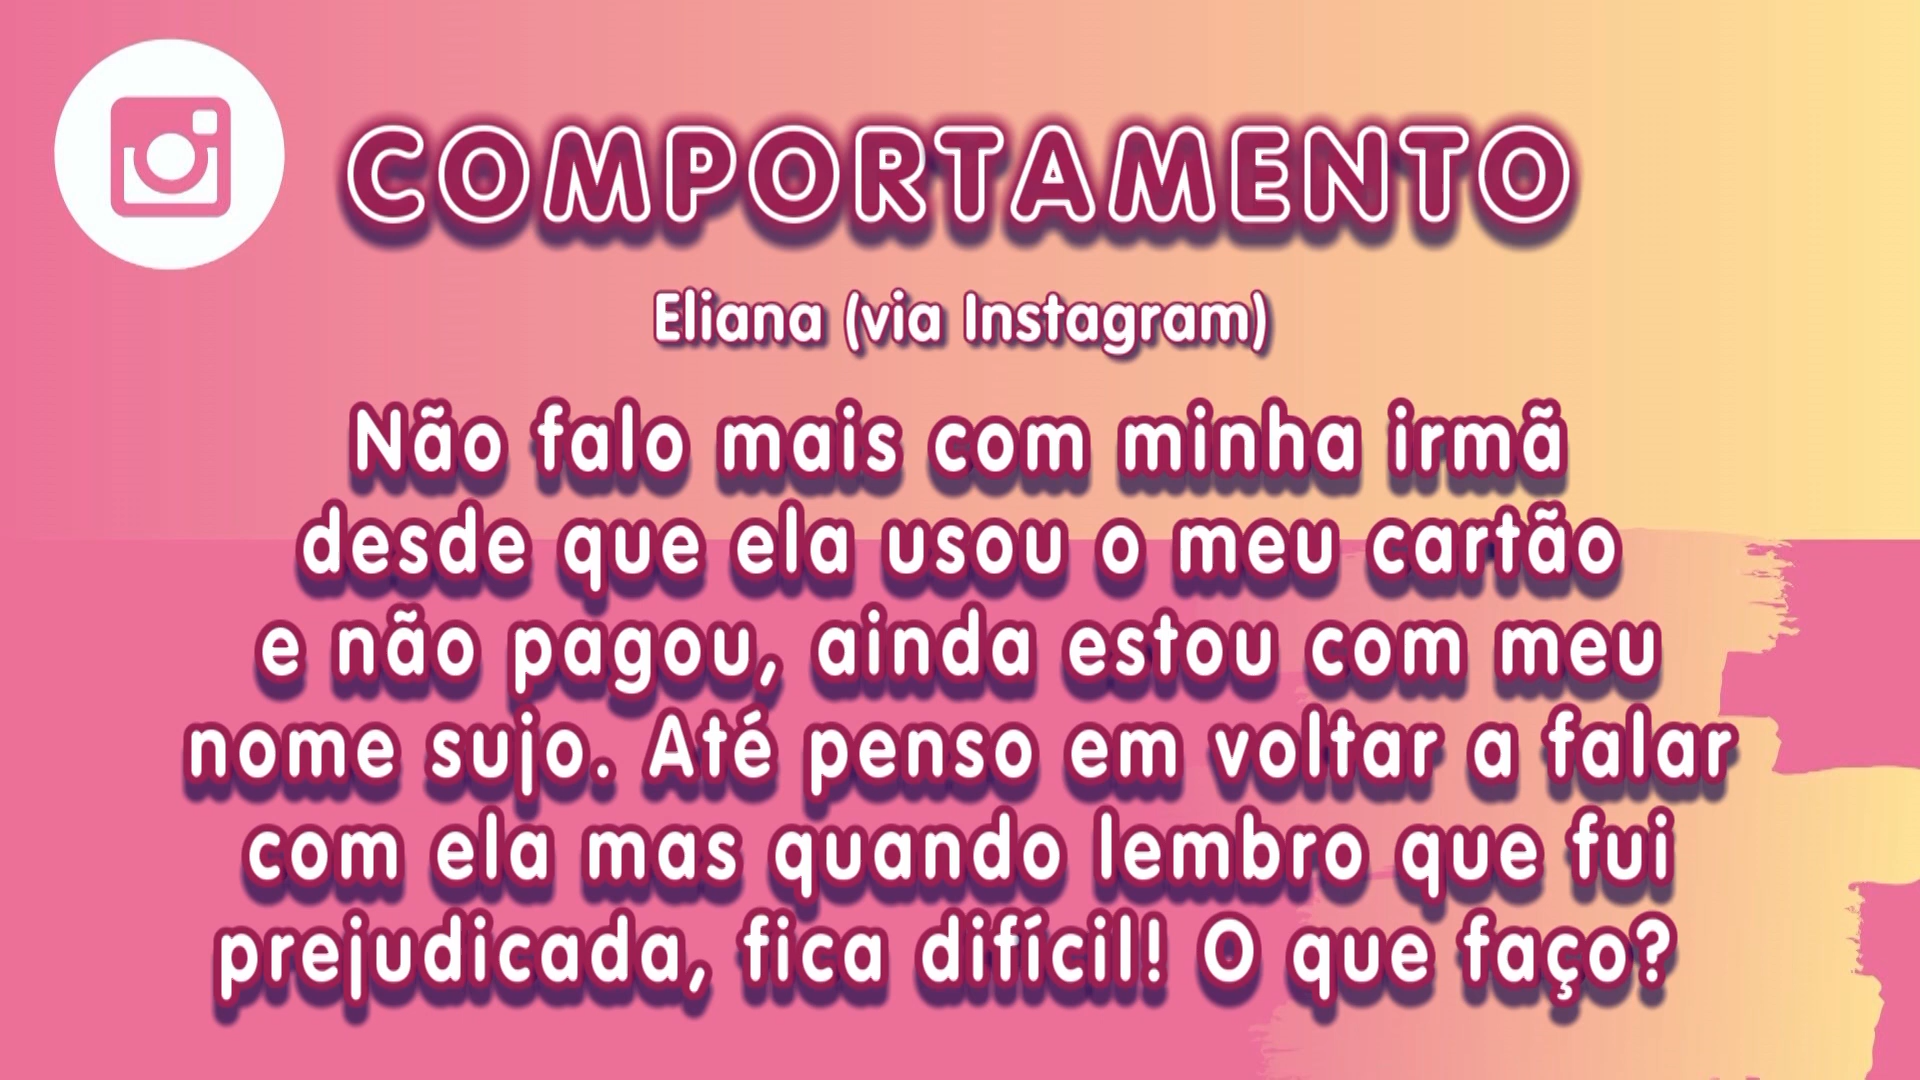 COMPORTAMENTO
Eliana (via Instagram)
Não falo mais com minha irmã
desde que ela usou o meu cartão
e não pagou, ainda estou com meu
nome sujo. Até penso em voltar a falar
com ela mas quando lembro que fui
prejudicada, fica difícil! O que faço?